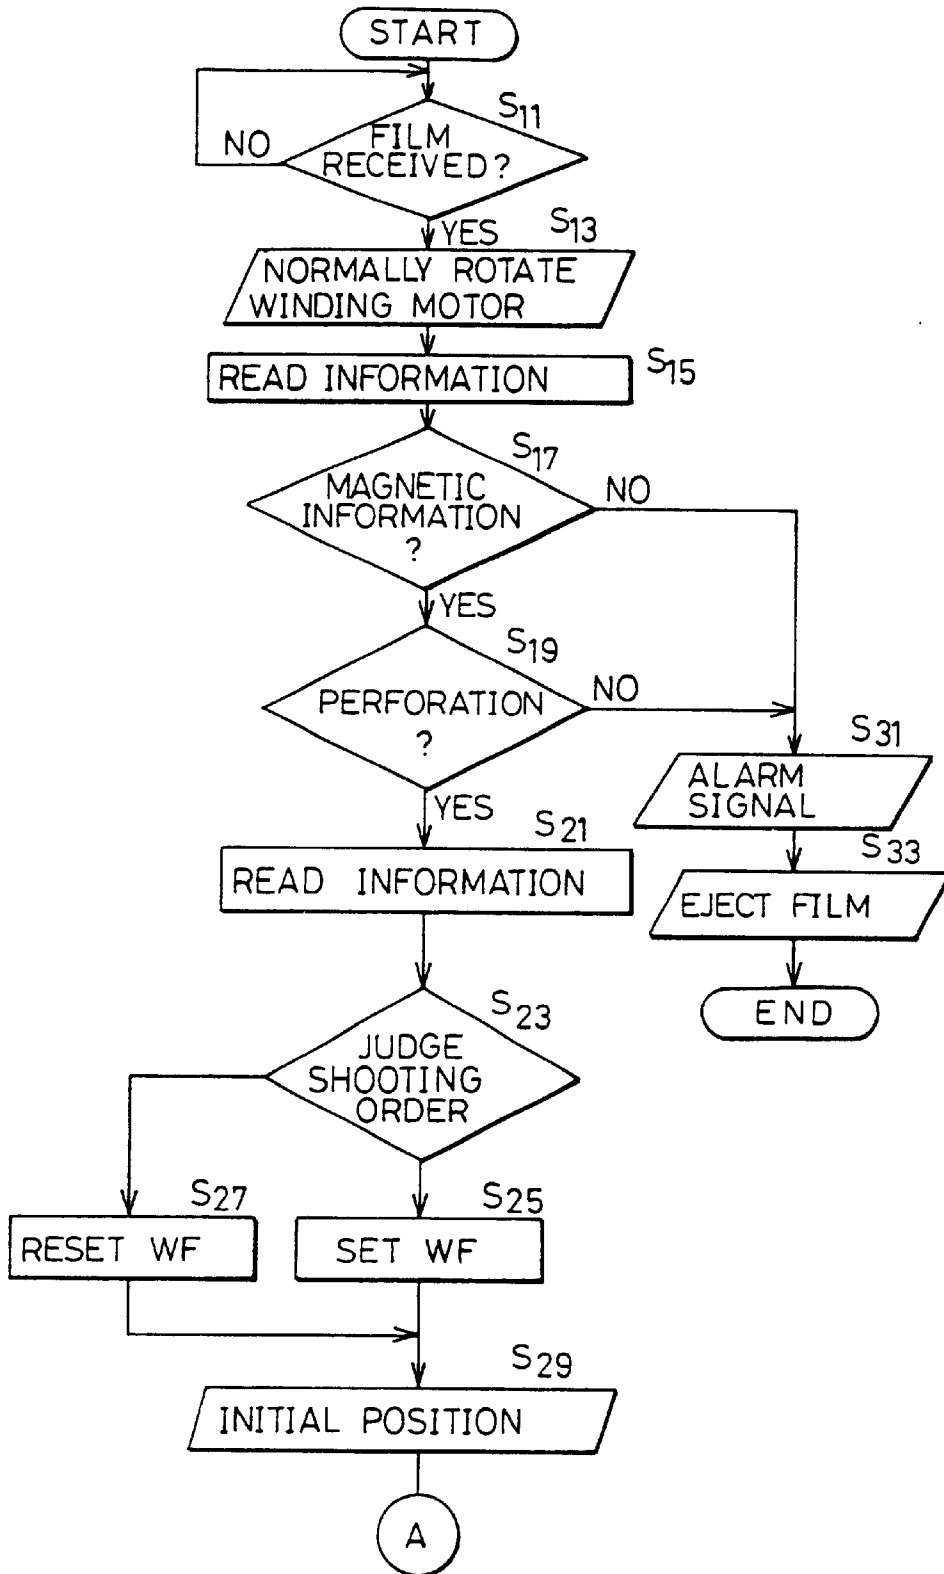 START
S11
FILM
RECEIVED?
NO
YES
S13
NORMALLY ROTATE
WINDING MOTOR
READ INFORMATION
S15
S17
MAGNETIC
INFORMATION
?
NO
YES
S19
PERFORATION
?
NO
YES
S31
ALARM
SIGNAL
S21
READ INFORMATION
S33
EJECT FILM
END
S23
JUDGE
SHOOTING
ORDER
S27
RESET WF
S25
SET WF
S29
INITIAL POSITION
A